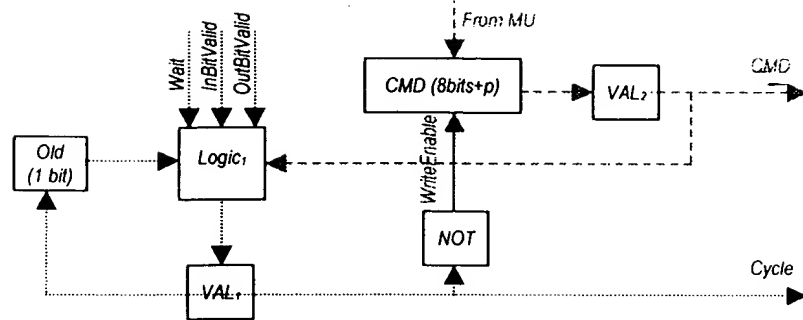 From MU
Wait
InBitValid
OutBitValid
CMD (8bits+p)
VAL₂
CMD
Old
(1 bit)
Logic₁
WriteEnable
NOT
VAL₁
Cycle